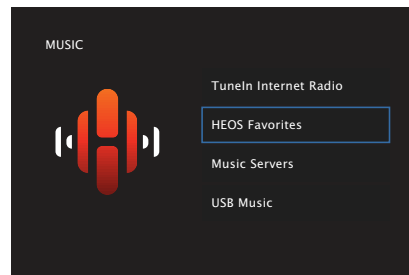 MUSIC
TuneIn Internet Radio
HEOS Favorites
Music Servers
USB Music